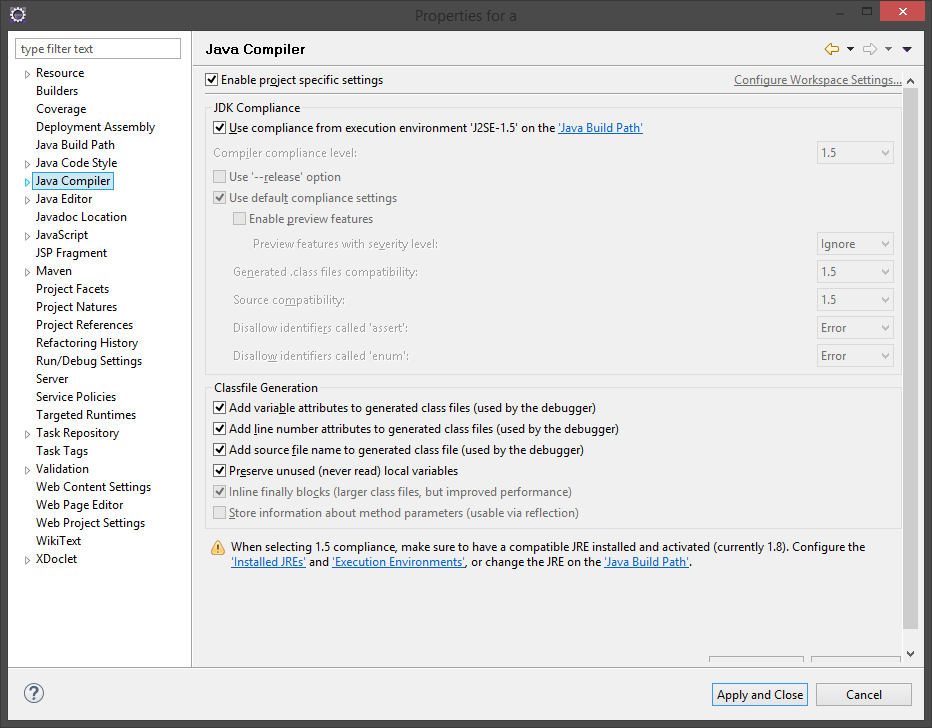 Properties for a
type filter text
Resource
Builders
Coverage
Deployment Assembly
Java Build Path
Java Code Style
Java Compiler
Java Editor
Javadoc Location
JavaScript
JSP Fragment
Maven
Project Facets
Project Natures
Project References
Refactoring History
Run/Debug Settings
Server
Service Policies
Targeted Runtimes
Task Repository
Task Tags
Validation
Web Content Settings
Web Page Editor
Web Project Settings
WikiText
XDoclet
Java Compiler
Enable project specific settings
Configure Workspace Settings...
JDK Compliance
Use compliance from execution environment 'J2SE-1.5' on the 'Java Build Path'
Compiler compliance level: 1.5
Use '--release' option
Use default compliance settings
Enable preview features
Preview features with severity level: Ignore
Generated .class files compatibility: 1.5
Source compatibility: 1.5
Disallow identifiers called 'assert': Error
Disallow identifiers called 'enum': Error
Classfile Generation
Add variable attributes to generated class files (used by the debugger)
Add line number attributes to generated class files (used by the debugger)
Add source file name to generated class file (used by the debugger)
Preserve unused (never read) local variables
Inline finally blocks (larger class files, but improved performance)
Store information about method parameters (usable via reflection)
When selecting 1.5 compliance, make sure to have a compatible JRE installed and activated (currently 1.8). Configure the
'Installed JREs' and 'Execution Environments', or change the JRE on the 'Java Build Path'.
Apply and Close
Cancel